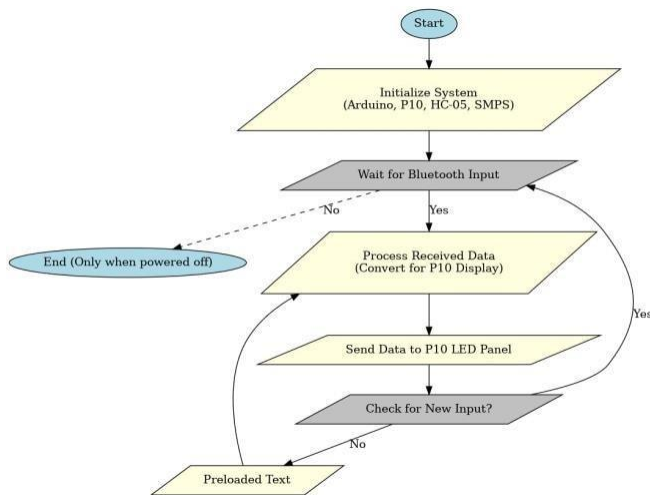 Start
Initialize System
(Arduino, P10, HC-05, SMPS)
Wait for Bluetooth Input
No
Yes
End (Only when powered off)
Process Received Data
(Convert for P10 Display)
Yes
Send Data to P10 LED Panel
Check for New Input?
No
Preloaded Text